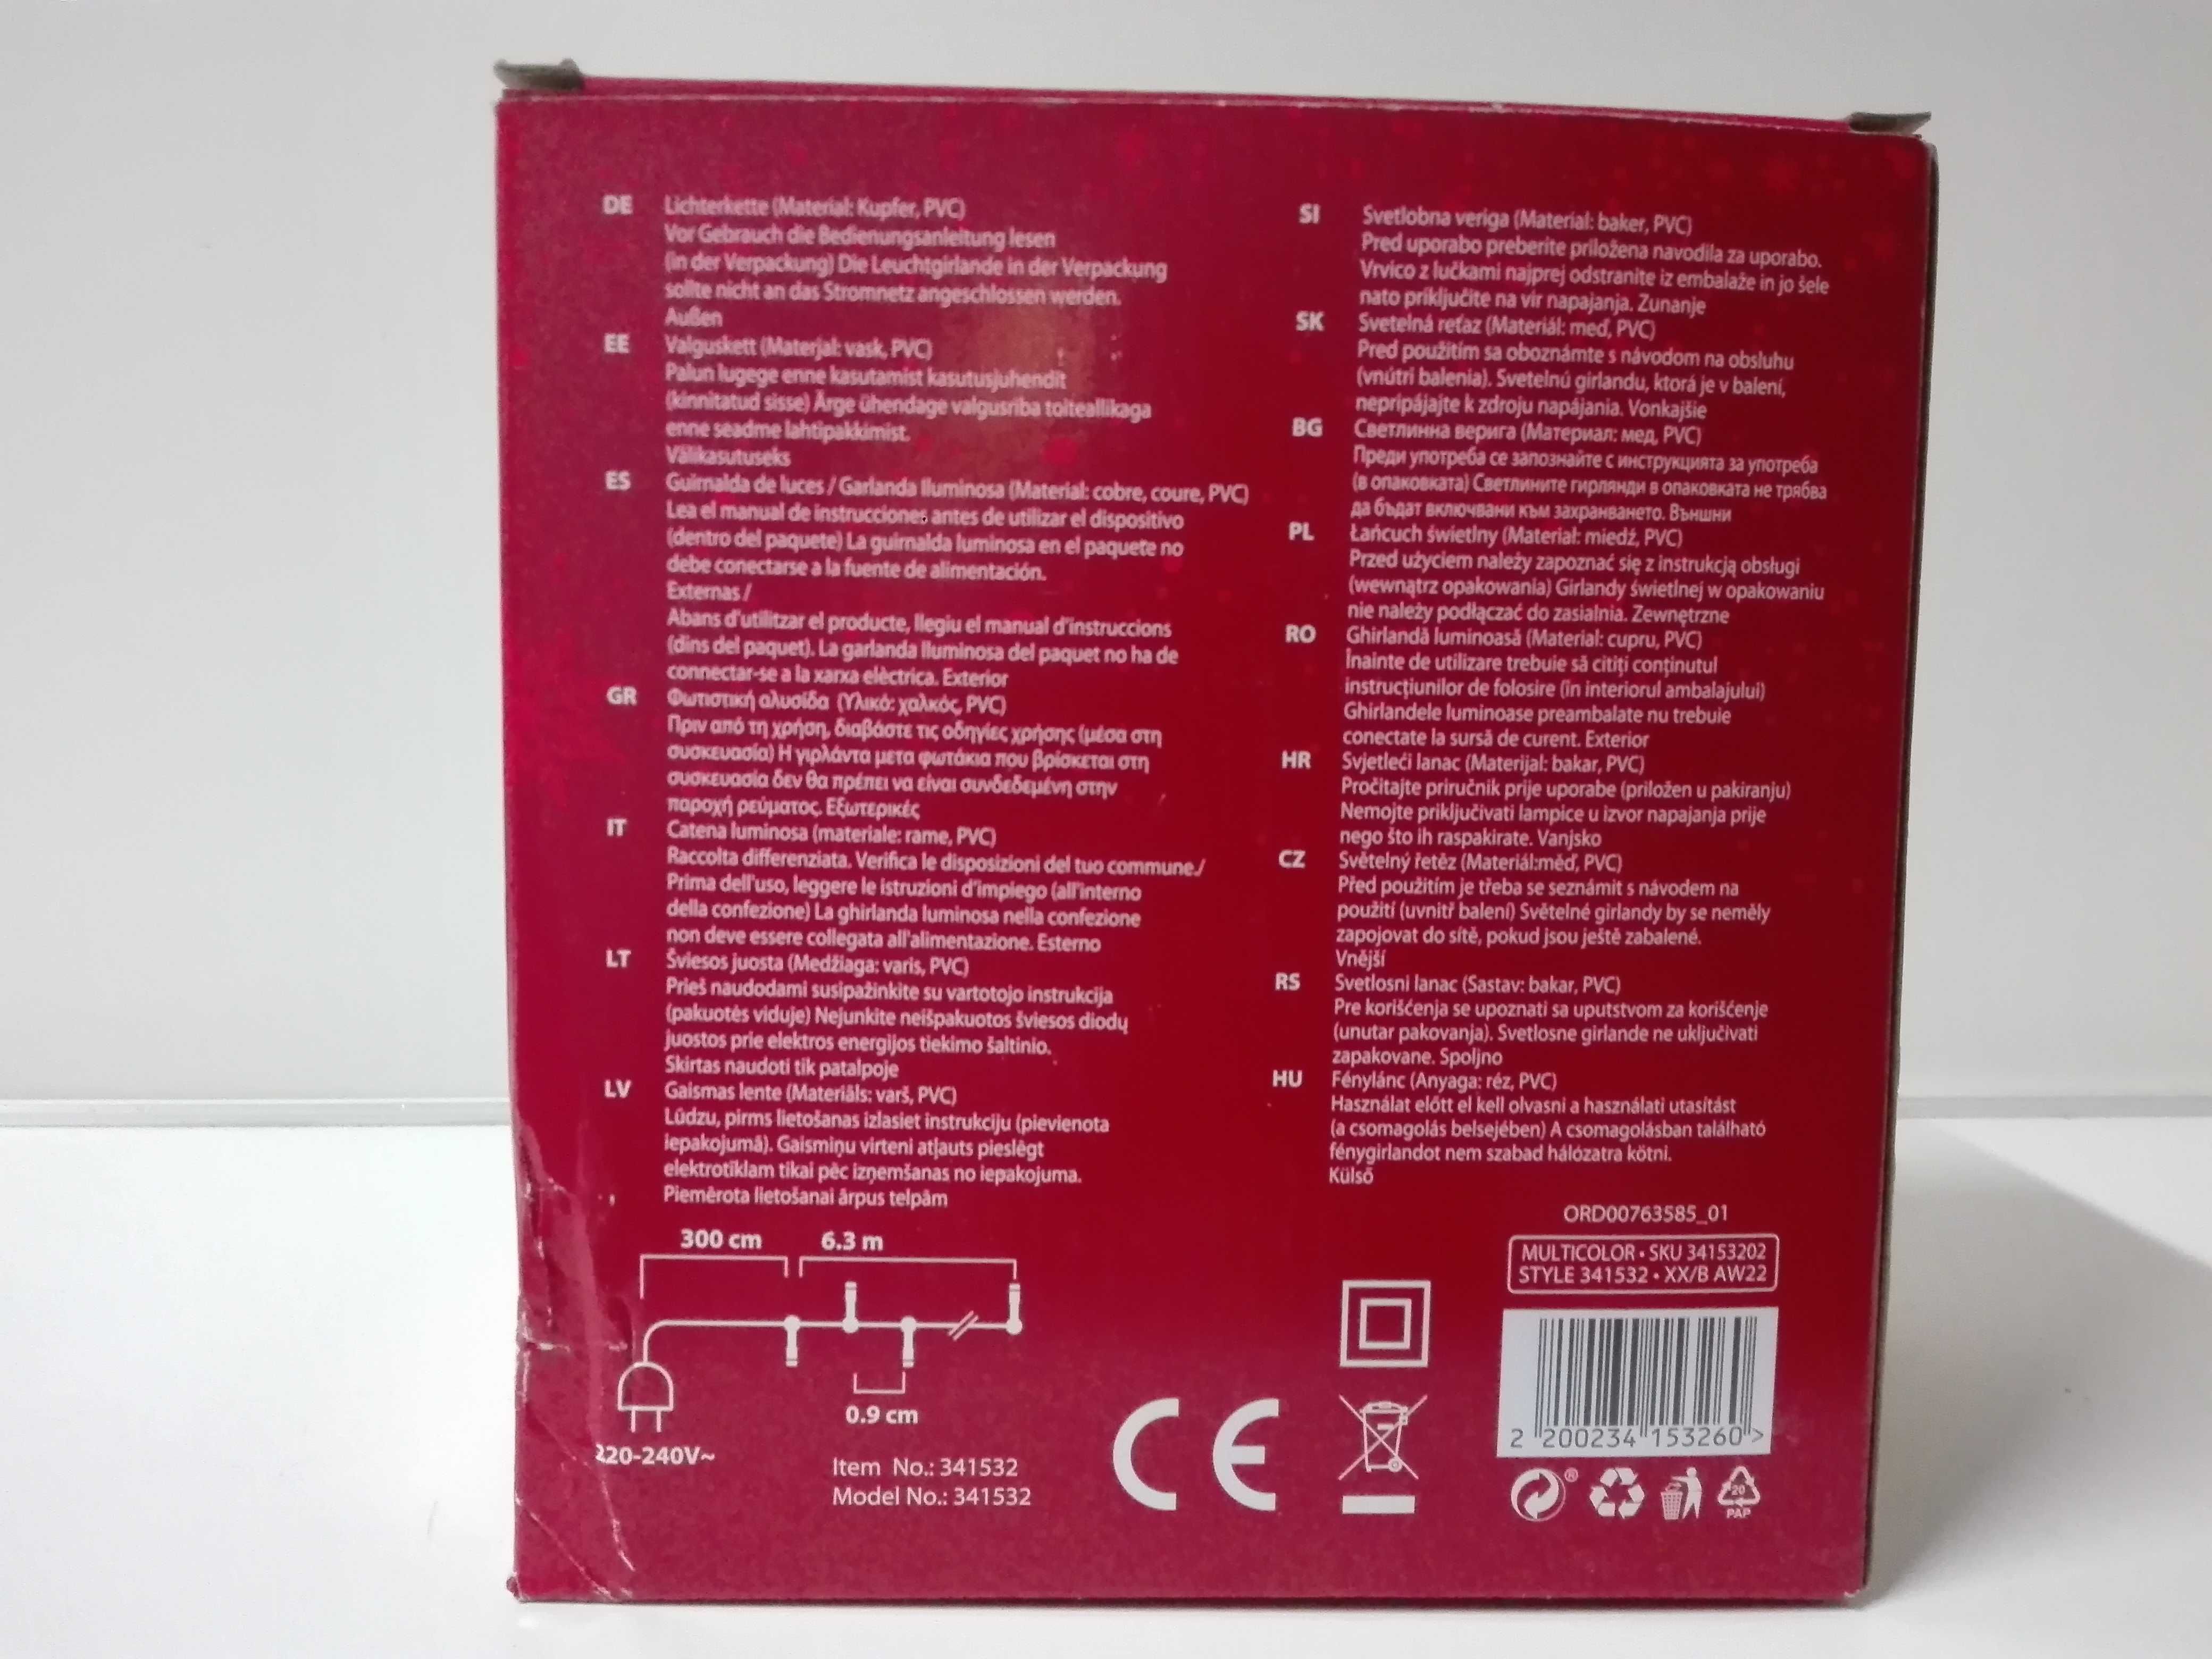 DE Lichterkette (Material: Kupfer, PVC)
Vor Gebrauch die Bedienungsanleitung lesen
(in der Verpackung) Die Leuchtgirlande in der Verpackung
sollte nicht an das Stromnetz angeschlossen werden.
Außen
EE Valguskett (Materjal: vask, PVC)
Palun lugege enne kasutamist kasutusjuhendit
(kinnitatud sisse) Ärge ühendage valgusriba toiteallikaga
enne seadme lahtipakkimist.
Välikasutuseks
ES Guirnalda de luces / Garlanda lluminosa (Material: cobre, coure, PVC)
Lea el manual de instrucciones antes de utilizar el dispositivo
(dentro del paquete) La guirnalda luminosa en el paquete no
debe conectarse a la fuente de alimentación.
Externas /
Abans d'utilitzar el producte, llegiu el manual d'instruccions
(dins del paquet). La garlanda lluminosa del paquet no ha de
connectar-se a la xarxa elèctrica. Exterior
GR Φωτιστική αλυσίδα (Υλικό: χαλκός, PVC)
Πριν από τη χρήση, διαβάστε τις οδηγίες χρήσης (μέσα στη
συσκευασία) Η γιρλάντα μετα φωτάκια που βρίσκεται στη
συσκευασία δεν θα πρέπει να είναι συνδεδεμένη στην
παροχή ρεύματος. Εξωτερικές
IT Catena luminosa (materiale: rame, PVC)
Raccolta differenziata. Verifica le disposizioni del tuo commune./
Prima dell'uso, leggere le istruzioni d'impiego (all'interno
della confezione) La ghirlanda luminosa nella confezione
non deve essere collegata all'alimentazione. Esterno
LT Šviesos juosta (Medžiaga: varis, PVC)
Prieš naudodami susipažinkite su vartotojo instrukcija
(pakuotės viduje) Nejunkite neišpakuotos šviesos diodų
juostos prie elektros energijos tiekimo šaltinio.
Skirtas naudoti tik patalpoje
LV Gaismas lente (Materiāls: varš, PVC)
Lūdzu, pirms lietošanas izlasiet instrukciju (pievienota
iepakojumā). Gaismiņu virteni atļauts pieslēgt
elektrotīklam tikai pēc izņemšanas no iepakojuma.
Piemērota lietošanai ārpus telpām
300 cm 6.3 m
0.9 cm
220-240V~
Item No.: 341532
Model No.: 341532
CE
SI Svetlobna veriga (Material: baker, PVC)
Pred uporabo preberite priložena navodila za uporabo.
Vrvico z lučkami najprej odstranite iz embalaže in jo šele
nato priključite na vir napajanja. Zunanje
SK Svetelná reťaz (Materiál: meď, PVC)
Pred použitím sa oboznámte s návodom na obsluhu
(vnútri balenia). Svetelnú girlandu, ktorá je v balení,
nepripájajte k zdroju napájania. Vonkajšie
BG Светлинна верига (Материал: мед, PVC)
Преди употреба се запознайте с инструкцията за употреба
(в опаковката) Светлините гирлянди в опаковката не трябва
да бъдат включвани към захранването. Външни
PL Łańcuch świetlny (Materiał: miedź, PVC)
Przed użyciem należy zapoznać się z instrukcją obsługi
(wewnątrz opakowania) Girlandy świetlnej w opakowaniu
nie należy podłączać do zasialnia. Zewnętrzne
RO Ghirlandă luminoasă (Material: cupru, PVC)
Înainte de utilizare trebuie să citiți conținutul
instrucțiunilor de folosire (în interiorul ambalajului)
Ghirlandele luminoase preambalate nu trebuie
conectate la sursă de curent. Exterior
HR Svjetleći lanac (Materijal: bakar, PVC)
Pročitajte priručnik prije uporabe (priložen u pakiranju)
Nemojte priključivati lampice u izvor napajanja prije
nego što ih raspakirate. Vanjsko
CZ Světelný řetěz (Materiál:měď, PVC)
Před použitím je třeba se seznámit s návodem na
použití (uvnitř balení) Světelné girlandy by se neměly
zapojovat do sítě, pokud jsou ještě zabalené.
Vnější
RS Svetlosni lanac (Sastav: bakar, PVC)
Pre korišćenja se upoznati sa uputstvom za korišćenje
(unutar pakovanja). Svetlosne girlande ne uključivati
zapakovane. Spoljno
HU Fénylánc (Anyaga: réz, PVC)
Használat előtt el kell olvasni a használati utasítást
(a csomagolás belsejében) A csomagolásban található
fénygirlandot nem szabad hálózatra kötni.
Külső
ORD00763585_01
MULTICOLOR • SKU 34153202
STYLE 341532 • XX/B AW22
2 200234 153260 >
®
20
PAP